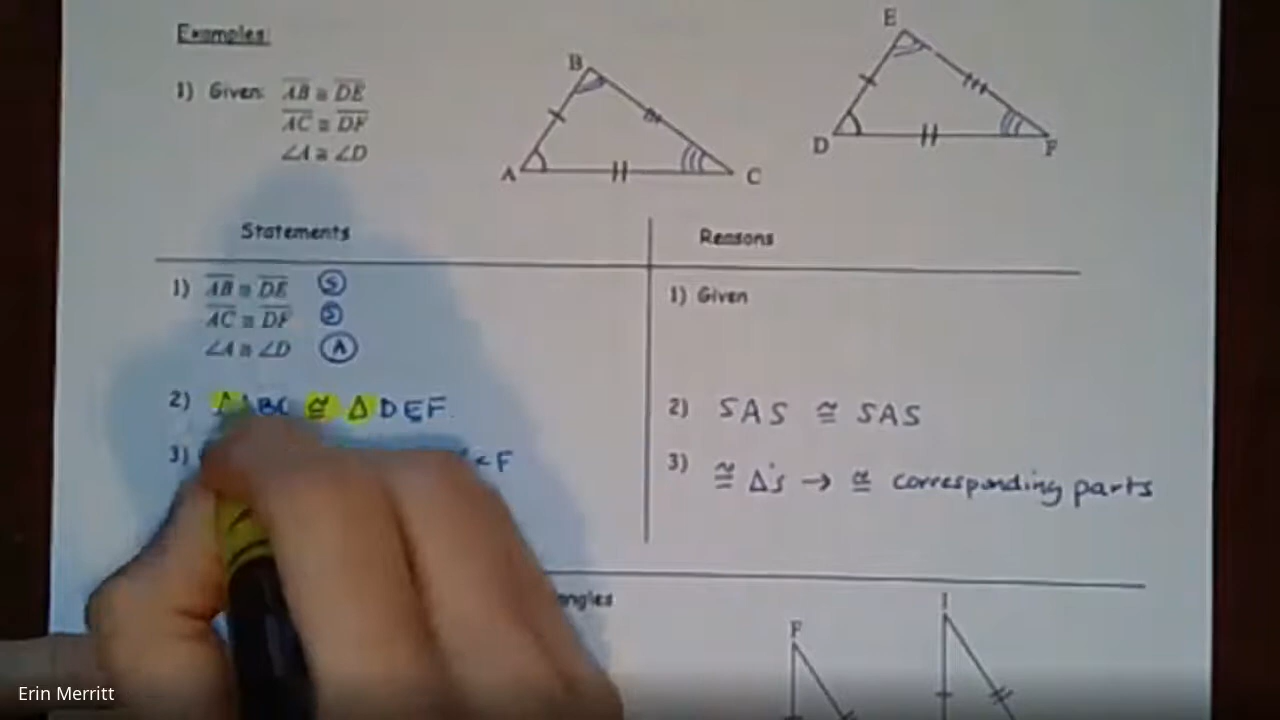 Examples:
1) Given: AB ≅ DE
AC ≅ DF
∠A ≅ ∠D
B
A
C
E
D
F
Statements
Reasons
1) AB ≅ DE Ⓢ
AC ≅ DF Ⓢ
∠A ≅ ∠D Ⓐ
1) Given
2) ΔABC ≅ ΔDEF.
2) SAS ≅ SAS
3)
F
3) ≅ Δ's → ≅ corresponding parts
F
I
Erin Merritt